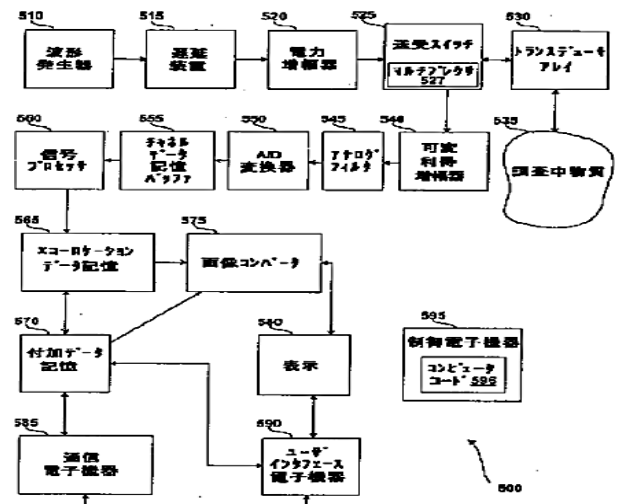 510
波形
発生器
515
遅延
装置
520
電力
増幅器
525
送受スイッチ
マルチプレクサ
527
530
トランスデューサ
アレイ
535
調査中物質
540
可変
利得
増幅器
545
アナログ
フィルタ
550
A/D
変換器
555
チャネル
データ
記憶
バッファ
560
信号
プロセッサ
565
エコーロケーション
データ記憶
575
画像コンバータ
570
付加データ
記憶
580
表示
595
制御電子機器
コンピュータ
コード 596
585
通信
電子機器
590
ユーザ
インタフェース
電子機器
500